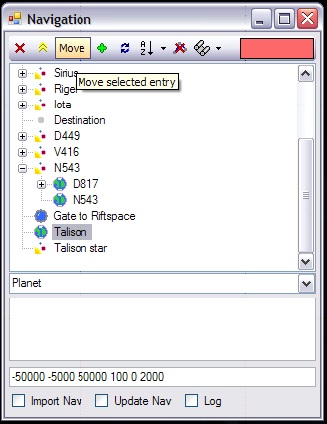 Navigation
Move
Sirius
Move selected entry
Rigel
Iota
Destination
D449
V416
N543
D817
N543
Gate to Riftspace
Talison
Talison star
Planet
-50000 -5000 50000 100 0 2000
Import Nav Update Nav Log